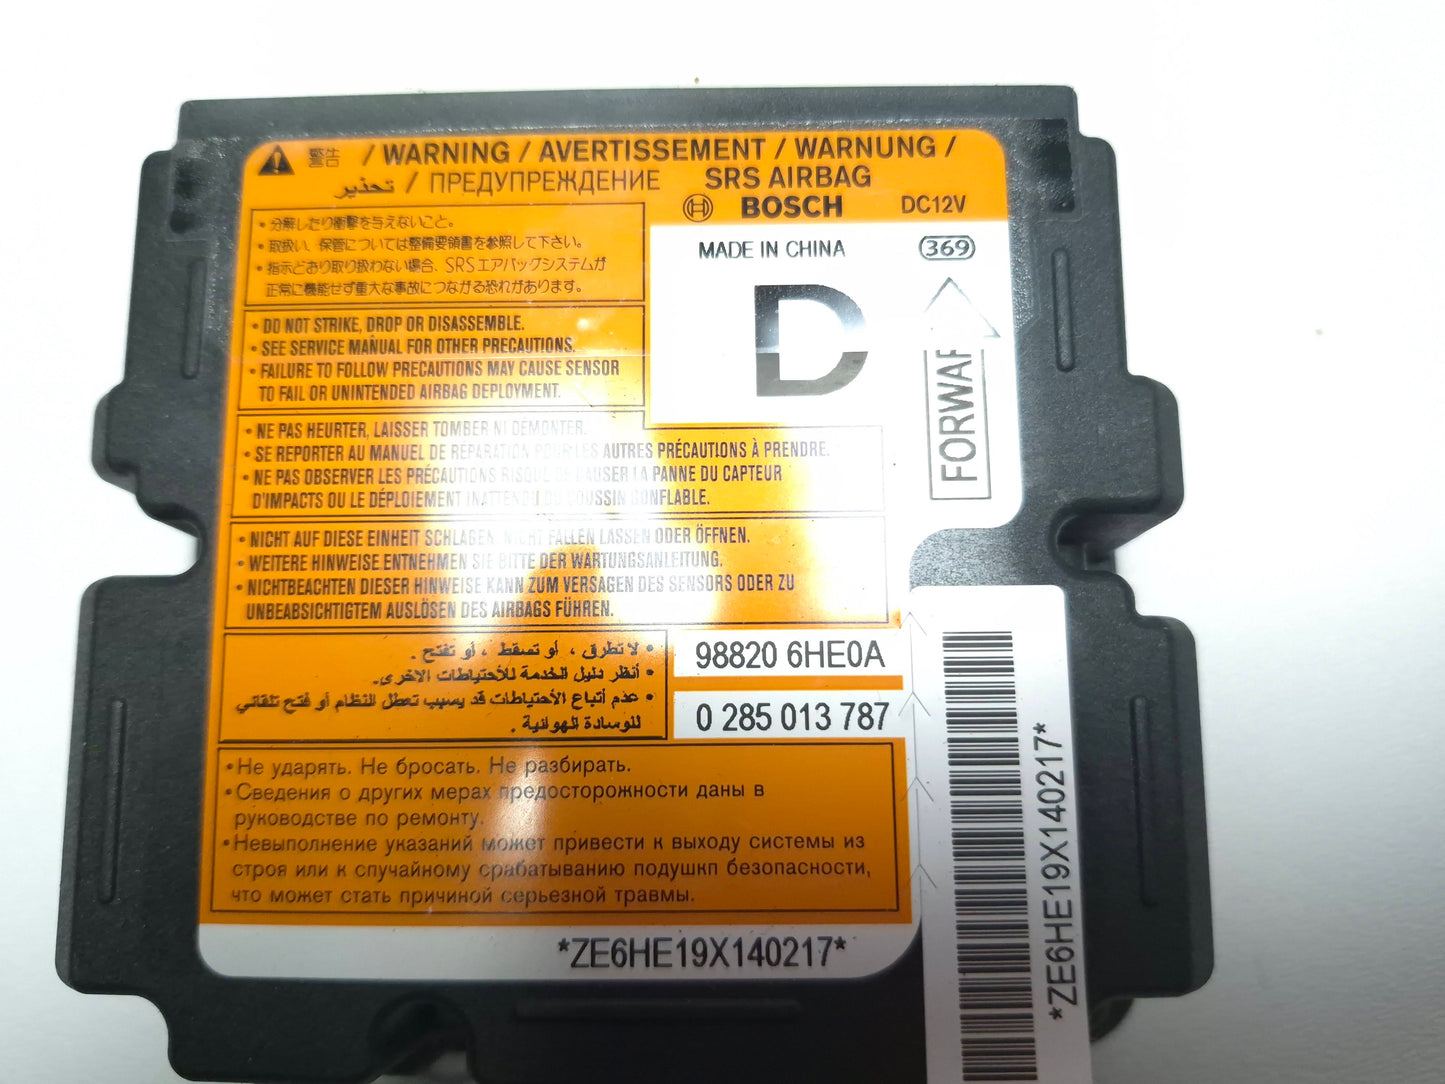 警告 / WARNING / AVERTISSEMENT / WARNUNG /
تحذير / ПРЕДУПРЕЖДЕНИЕ SRS AIRBAG
BOSCH DC12V
MADE IN CHINA 369
D
FORWAR
・分解したり衝撃を与えないこと。
・取扱い、保管については整備要領書を参照して下さい。
・指示どおり取り扱わない場合、SRSエアバッグシステムが
正常に機能せず重大な事故につながる恐れがあります。
• DO NOT STRIKE, DROP OR DISASSEMBLE.
• SEE SERVICE MANUAL FOR OTHER PRECAUTIONS.
• FAILURE TO FOLLOW PRECAUTIONS MAY CAUSE SENSOR
TO FAIL OR UNINTENDED AIRBAG DEPLOYMENT.
• NE PAS HEURTER, LAISSER TOMBER NI DEMONTER.
• SE REPORTER AU MANUEL DE REPARATION POUR LES AUTRES PRÉCAUTIONS À PRENDRE.
• NE PAS OBSERVER LES PRÉCAUTIONS RISQUE DE CAUSER LA PANNE DU CAPTEUR
D'IMPACTS OU LE DÉPLOIEMENT INATTENDU DU COUSSIN GONFLABLE.
• NICHT AUF DIESE EINHEIT SCHLAGEN, NICHT FALLEN LASSEN ODER ÖFFNEN.
• WEITERE HINWEISE ENTNEHMEN SIE BITTE DER WARTUNGSANLEITUNG.
• NICHTBEACHTEN DIESER HINWEISE KANN ZUM VERSAGEN DES SENSORS ODER ZU
UNBEABSICHTIGTEM AUSLÖSEN DES AIRBAGS FÜHREN.
• لا تطرق ، أو تسقط ، أو تفتح .
• أنظر دليل الخدمة للأحتياطات الاخرى.
• عدم أتباع الأحتياطات قد يسبب تعطل النظام أو فتح تلقائي
للوسادة الهوائية .
98820 6HE0A
0 285 013 787
• Не ударять. Не бросать. Не разбирать.
• Сведения о других мерах предосторожности даны в
руководстве по ремонту.
• Невыполнение указаний может привести к выходу системы из
строя или к случайному срабатыванию подушкп безопасности,
что может стать причиной серьезной травмы.
*ZE6HE19X140217*
*ZE6HE19X140217*